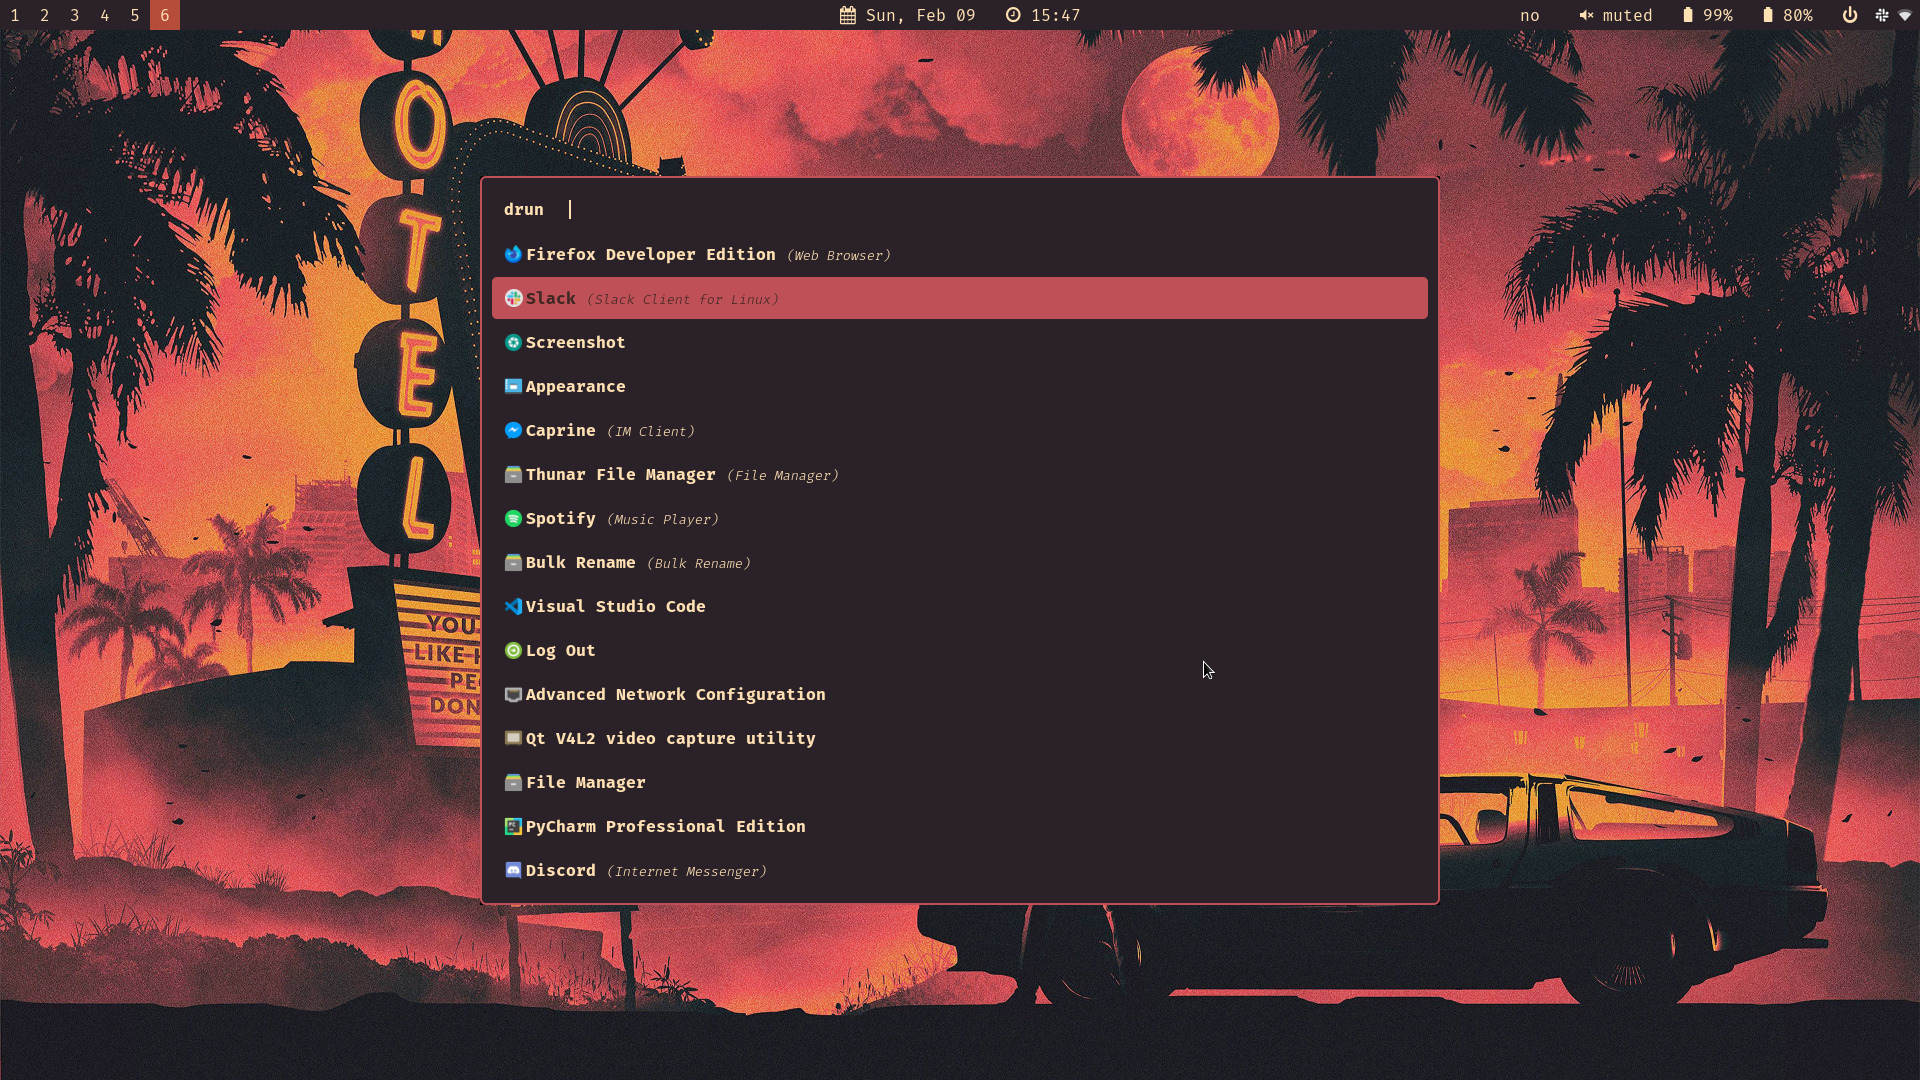 1 2 3 4 5 6 Sun, Feb 09 15:47 no muted 99% 80%
OTEL
drun
Firefox Developer Edition (Web Browser)
Slack (Slack Client for Linux)
Screenshot
Appearance
Caprine (IM Client)
Thunar File Manager (File Manager)
Spotify (Music Player)
Bulk Rename (Bulk Rename)
Visual Studio Code
Log Out
Advanced Network Configuration
Qt V4L2 video capture utility
File Manager
PyCharm Professional Edition
Discord (Internet Messenger)
YOU
LIKE
PE
DON